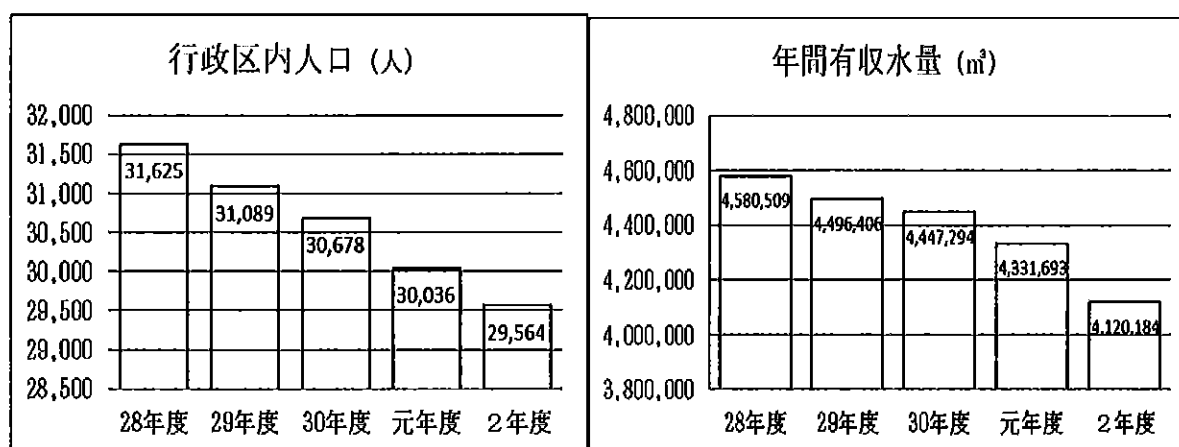 行政区内人口（人）
32,000
31,500
31,000
30,500
30,000
29,500
29,000
28,500
31,625
31,089
30,678
30,036
29,564
28年度
29年度
30年度
元年度
２年度
年間有収水量（㎥）
4,800,000
4,600,000
4,400,000
4,200,000
4,000,000
3,800,000
4,580,509
4,496,406
4,447,294
4,331,693
4,120,184
28年度
29年度
30年度
元年度
２年度